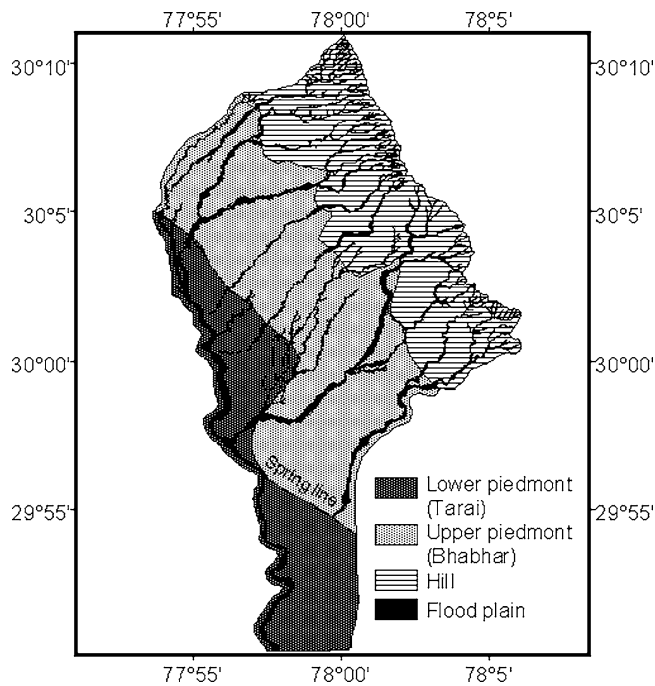 77°55' 78°00' 78°5'
30°10' 30°10'
30°5' 30°5'
30°00' 30°00'
Spring line
29°55' 29°55'
Lower piedmont
(Tarai)
Upper piedmont
(Bhabhar)
Hill
Flood plain
77°55' 78°00' 78°5'